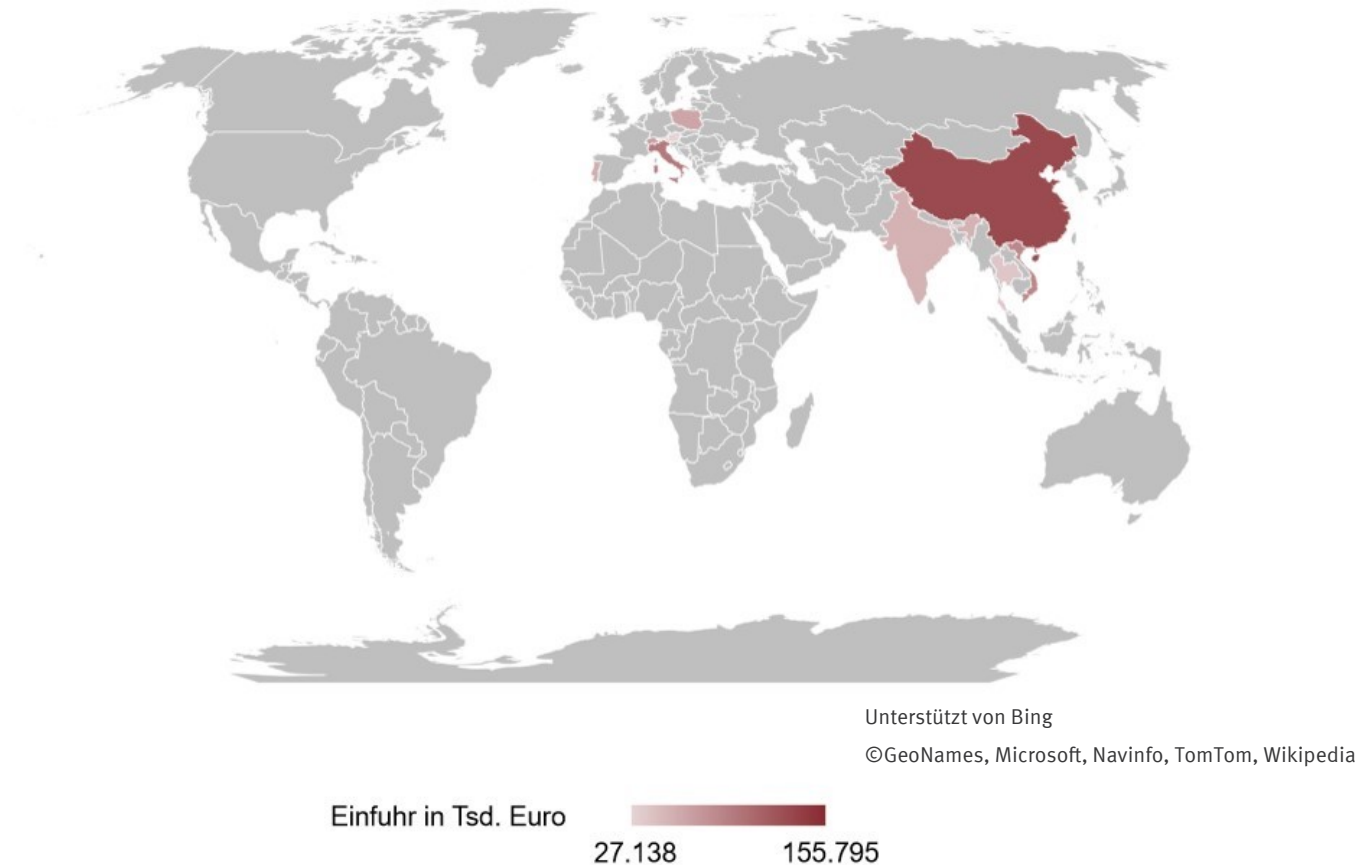 Unterstützt von Bing
©GeoNames, Microsoft, Navinfo, TomTom, Wikipedia
Einfuhr in Tsd. Euro
27.138 155.795